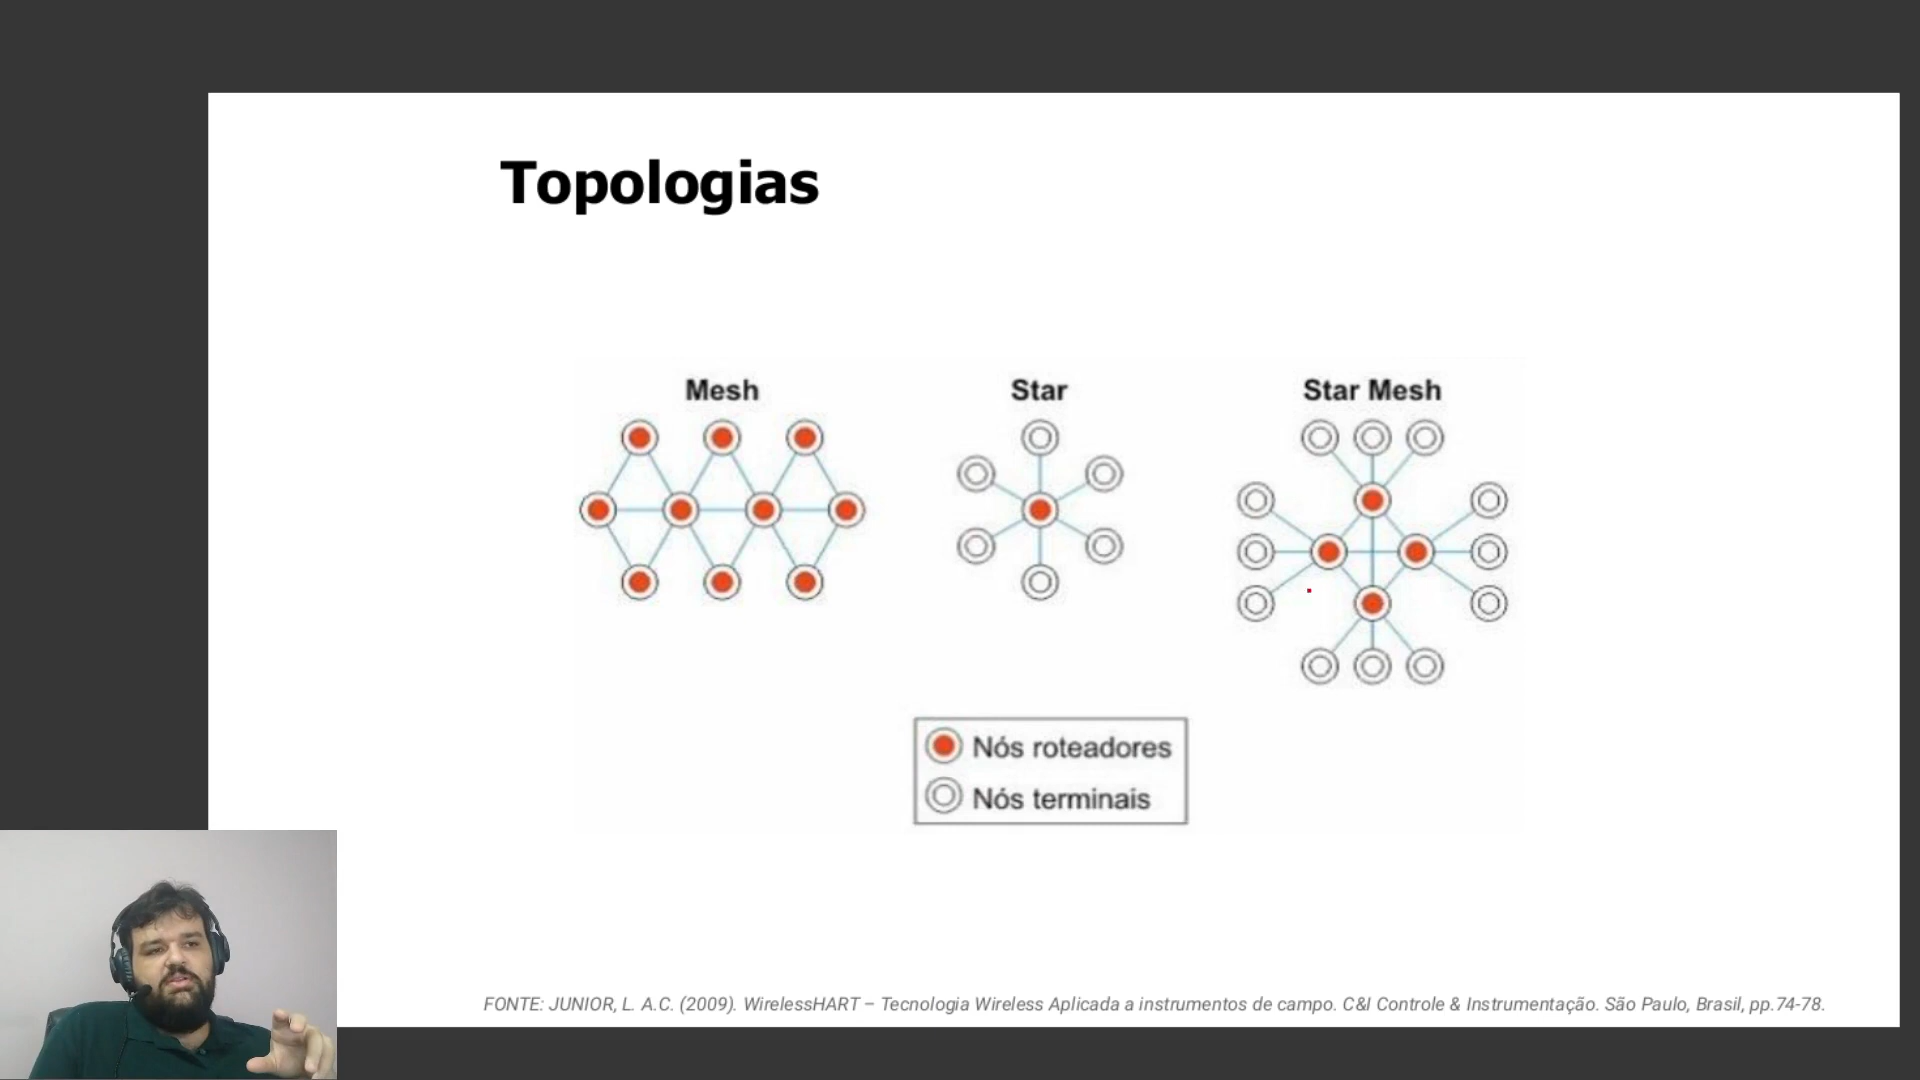 Topologias
Mesh
Star
Star Mesh
Nós roteadores
Nós terminais
FONTE: JUNIOR, L. A.C. (2009). WirelessHART – Tecnologia Wireless Aplicada a instrumentos de campo. C&I Controle & Instrumentação. São Paulo, Brasil, pp.74-78.